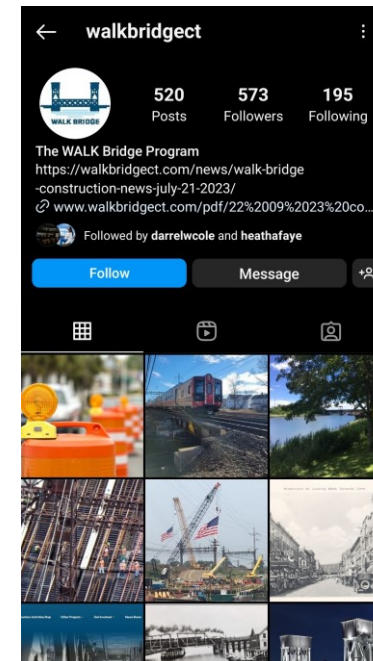 walkbridgect
WALK BRIDGE
520 573 195
Posts Followers Following
The WALK Bridge Program
https://walkbridgect.com/news/walk-bridge
-construction-news-july-21-2023/
www.walkbridgect.com/pdf/22%2009%2023%20co...
Followed by darrelwcole and heathafaye
Follow Message